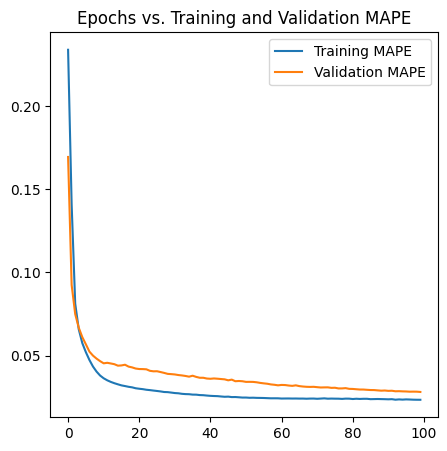 Epochs vs. Training and Validation MAPE
Training MAPE
Validation MAPE
0.20
0.15
0.10
0.05
0 20 40 60 80 100